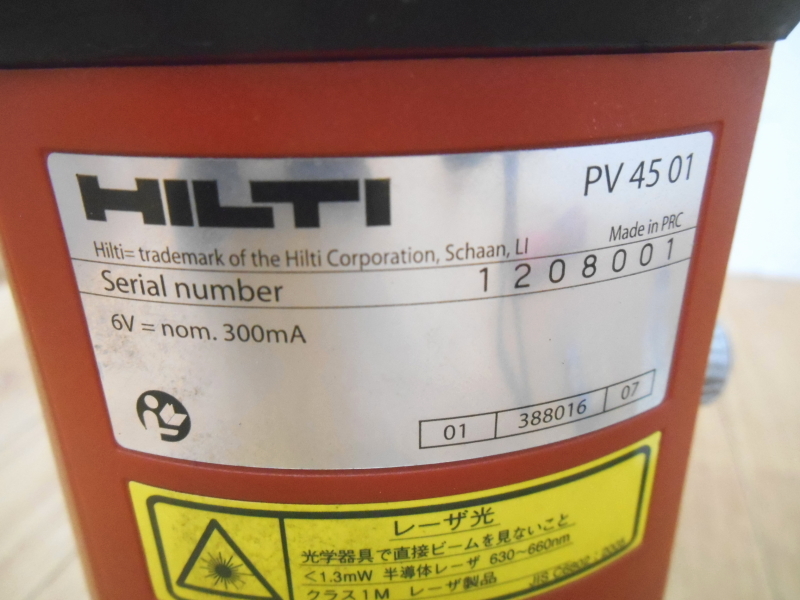 HILTI
PV 45 01
Hilti= trademark of the Hilti Corporation, Schaan, LI
Made in PRC
Serial number 1208001
6V = nom. 300mA
01 388016 07
レーザ光
光学器具で直接ビームを見ないこと
<1.3mW 半導体レーザ 630~660nm
クラス1M レーザ製品
JIS C6802 : 2005